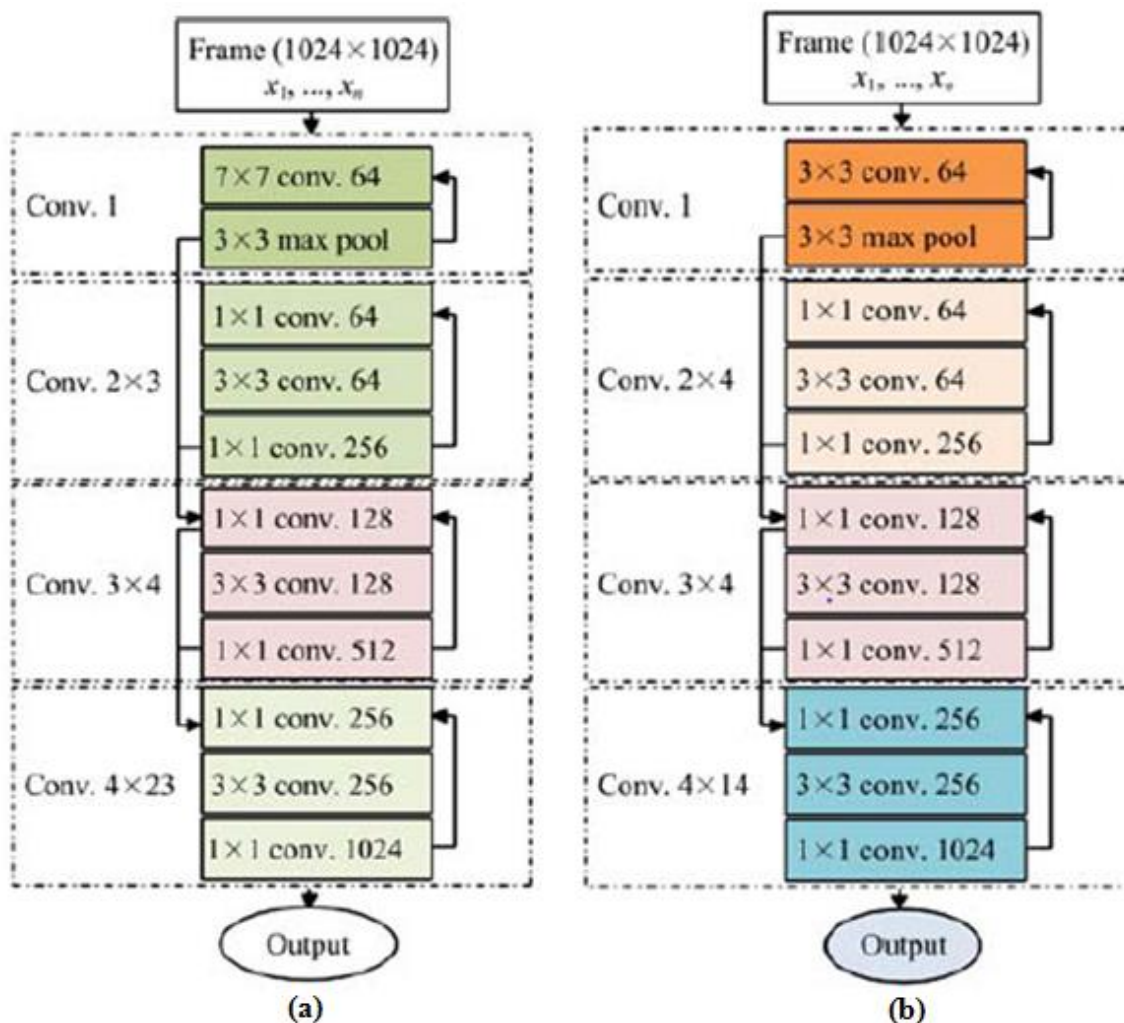 Frame (1024×1024)
x₁, ..., xₙ
Conv. 1
7×7 conv. 64
3×3 max pool
Conv. 2×3
1×1 conv. 64
3×3 conv. 64
1×1 conv. 256
Conv. 3×4
1×1 conv. 128
3×3 conv. 128
1×1 conv. 512
Conv. 4×23
1×1 conv. 256
3×3 conv. 256
1×1 conv. 1024
Output
(a)
Frame (1024×1024)
x₁, ..., xₙ
Conv. 1
3×3 conv. 64
3×3 max pool
Conv. 2×4
1×1 conv. 64
3×3 conv. 64
1×1 conv. 256
Conv. 3×4
1×1 conv. 128
3×3 conv. 128
1×1 conv. 512
Conv. 4×14
1×1 conv. 256
3×3 conv. 256
1×1 conv. 1024
Output
(b)